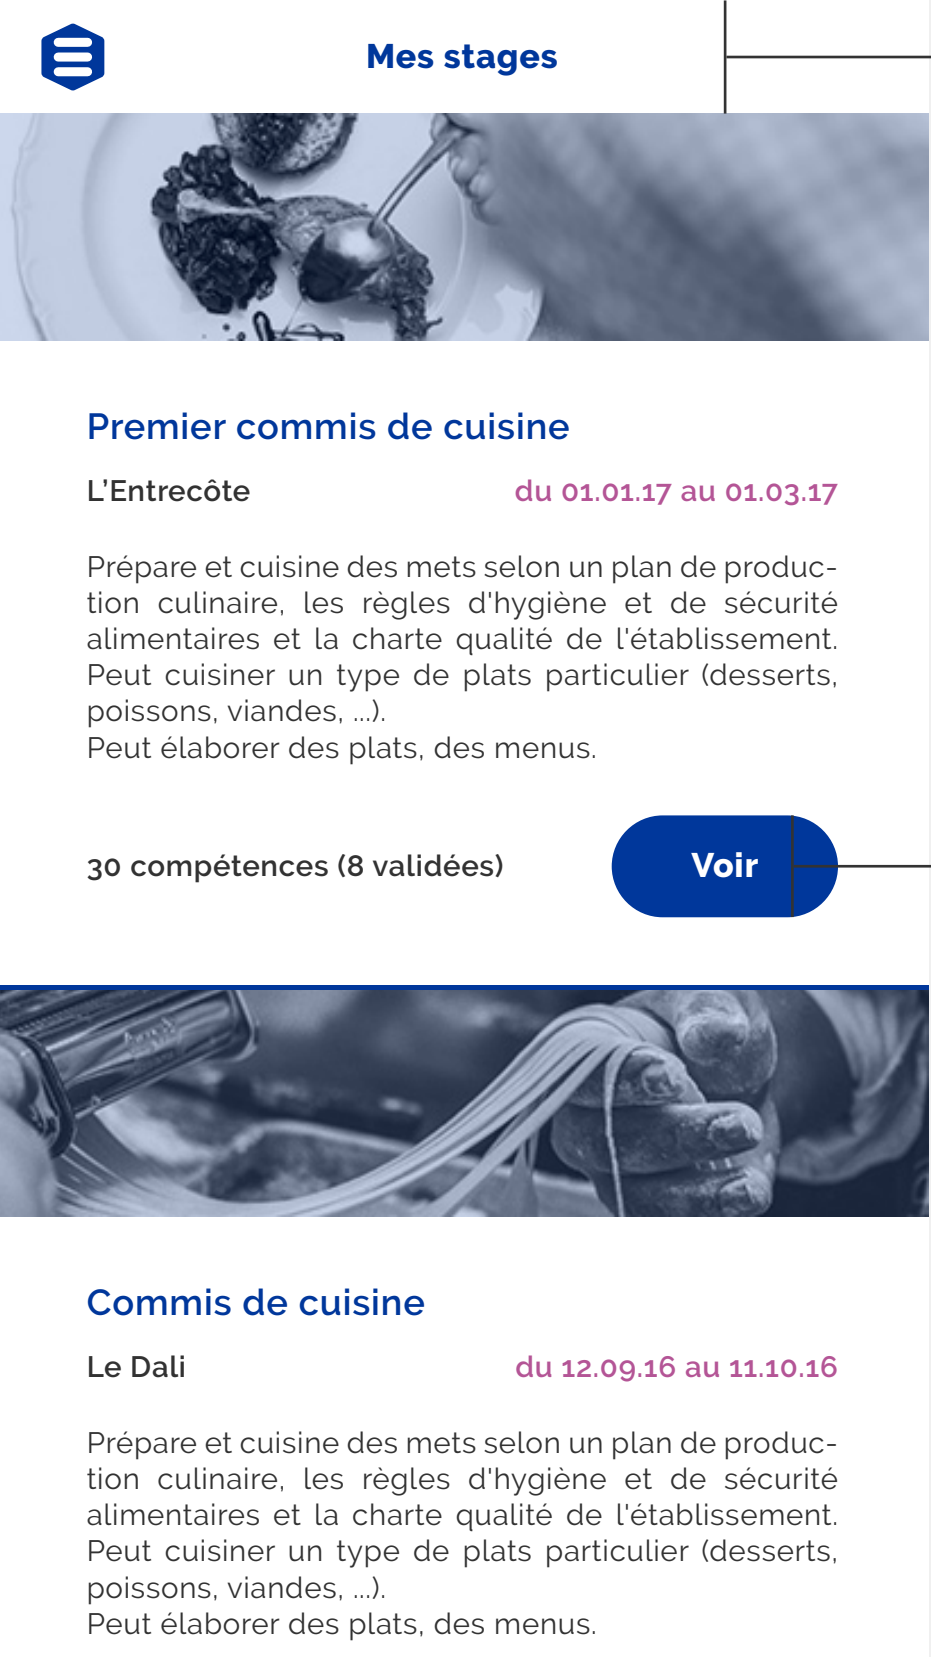 Mes stages
Premier commis de cuisine
L’Entrecôte du 01.01.17 au 01.03.17
Prépare et cuisine des mets selon un plan de produc-
tion culinaire, les règles d'hygiène et de sécurité
alimentaires et la charte qualité de l'établissement.
Peut cuisiner un type de plats particulier (desserts,
poissons, viandes, ...).
Peut élaborer des plats, des menus.
30 compétences (8 validées) Voir
Commis de cuisine
Le Dali du 12.09.16 au 11.10.16
Prépare et cuisine des mets selon un plan de produc-
tion culinaire, les règles d'hygiène et de sécurité
alimentaires et la charte qualité de l'établissement.
Peut cuisiner un type de plats particulier (desserts,
poissons, viandes, ...).
Peut élaborer des plats, des menus.